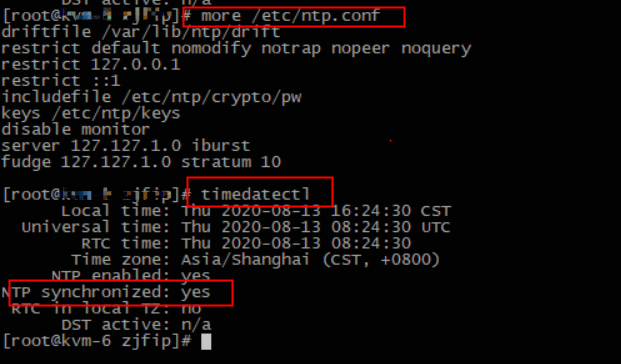 DST active: n/a
[root@kvm zjfip]# more /etc/ntp.conf
driftfile /var/lib/ntp/drift
restrict default nomodify notrap nopeer noquery
restrict 127.0.0.1
restrict ::1
includefile /etc/ntp/crypto/pw
keys /etc/ntp/keys
disable monitor
server 127.127.1.0 iburst
fudge 127.127.1.0 stratum 10
[root@ zjfip]# timedatectl
Local time: Thu 2020-08-13 16:24:30 CST
Universal time: Thu 2020-08-13 08:24:30 UTC
RTC time: Thu 2020-08-13 08:24:30
Time zone: Asia/Shanghai (CST, +0800)
NTP enabled: yes
NTP synchronized: yes
RTC in local TZ: no
DST active: n/a
[root@kvm-6 zjfip]#